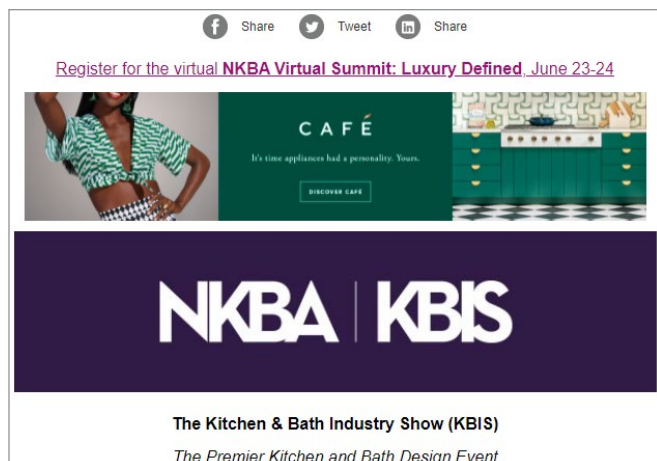 Share Tweet Share
Register for the virtual NKBA Virtual Summit: Luxury Defined, June 23-24
CAFÉ
It's time appliances had a personality. Yours.
DISCOVER CAFÉ
NKBA | KBIS
The Kitchen & Bath Industry Show (KBIS)
The Premier Kitchen and Bath Design Event